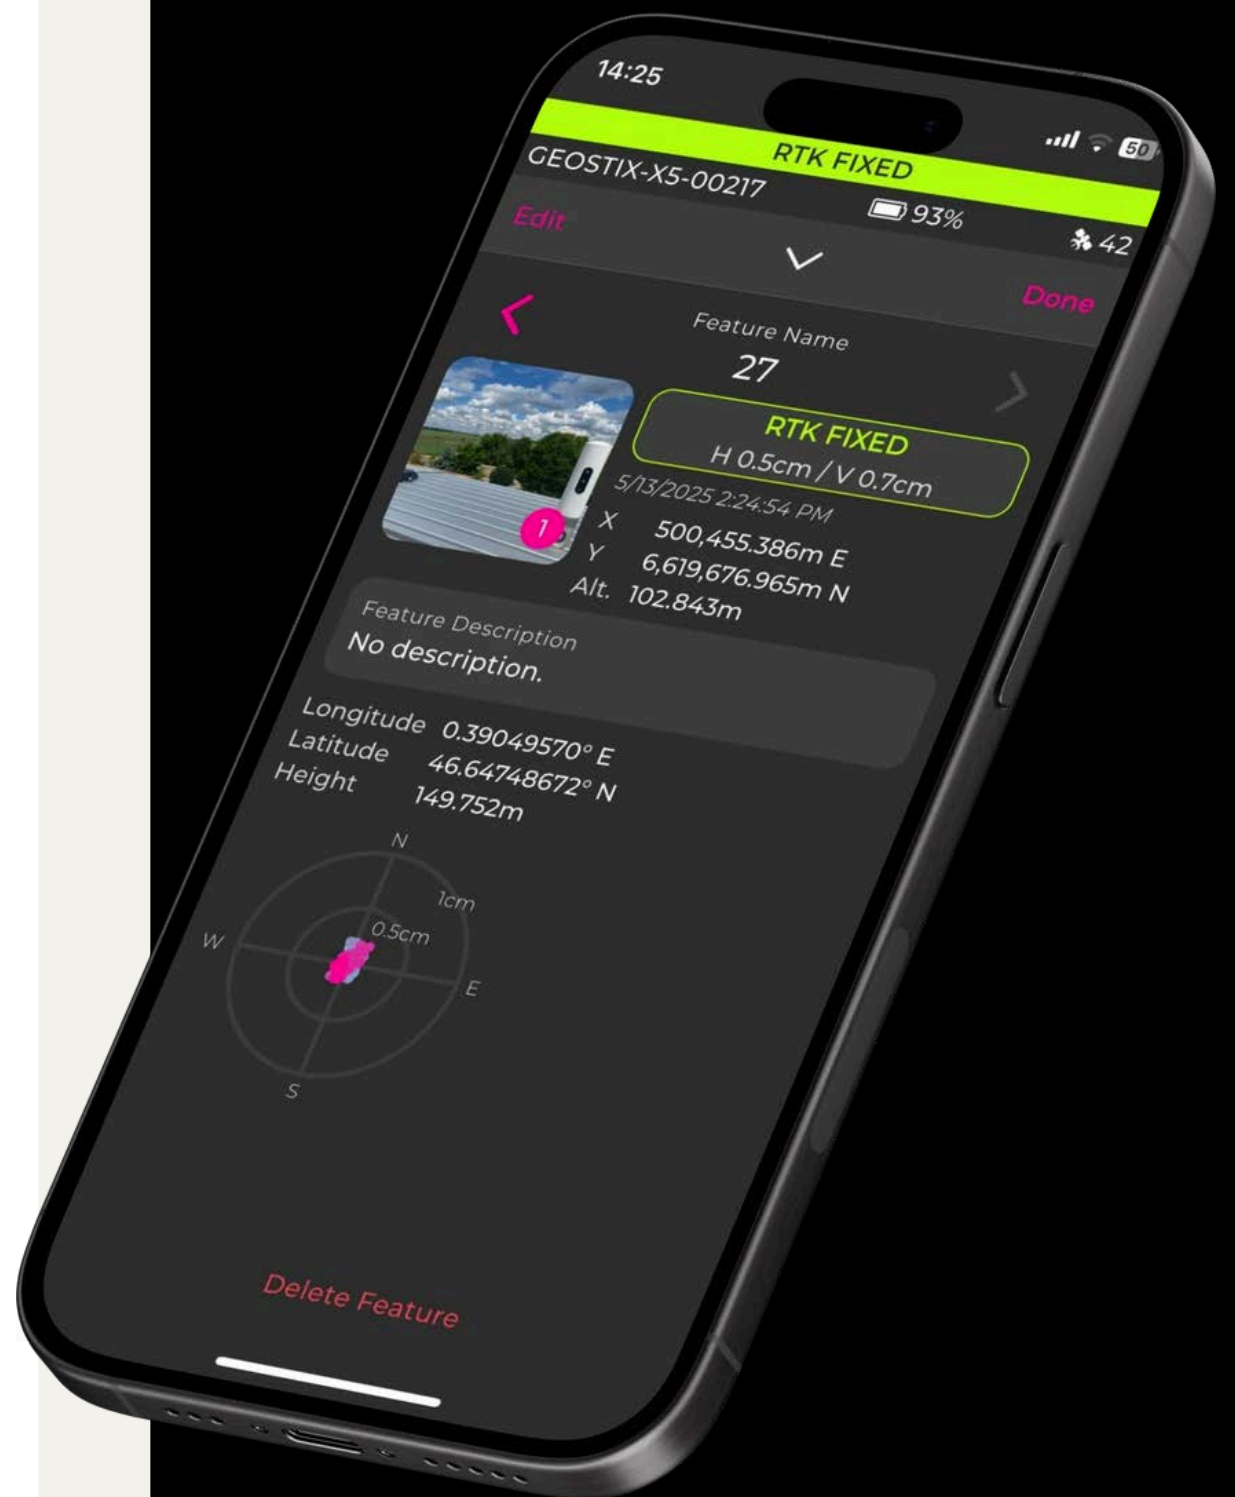 14:25
50
RTK FIXED
GEOSTIX-X5-00217 93% 42
Edit
Done
Feature Name
27
RTK FIXED
H 0.5cm / V 0.7cm
5/13/2025 2:24:54 PM
1
X 500,455.386m E
Y 6,619,676.965m N
Alt. 102.843m
Feature Description
No description.
Longitude 0.39049570° E
Latitude 46.64748672° N
Height 149.752m
N
1cm
0.5cm
W
E
S
Delete Feature